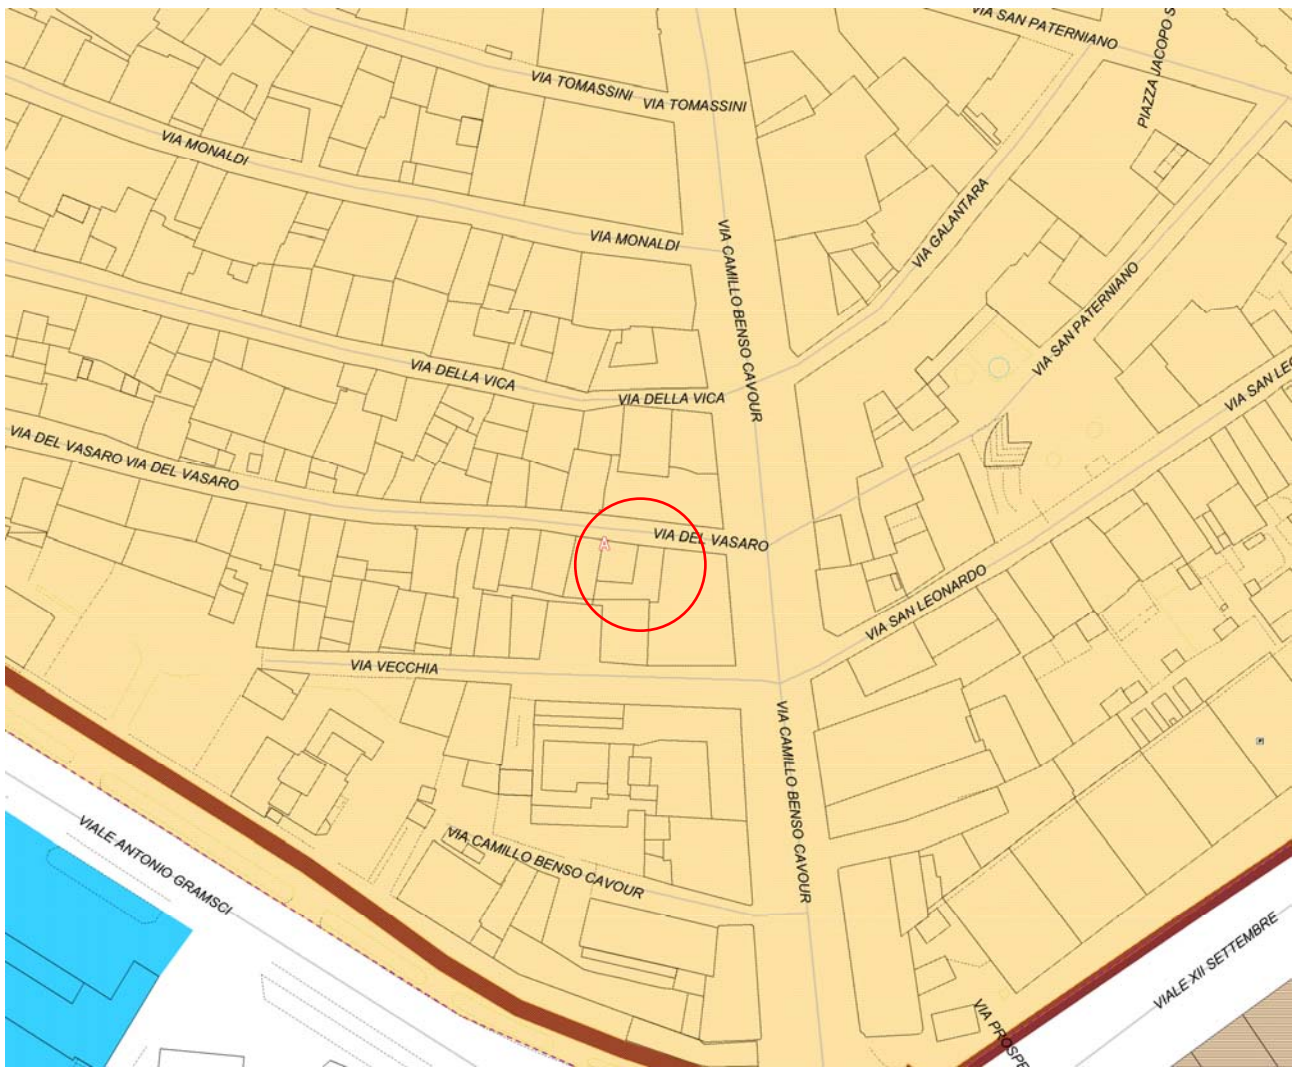 VIA SAN PATERNIANO
PIAZZA JACOPO S
VIA TOMASSINI
VIA TOMASSINI
VIA MONALDI
VIA MONALDI
VIA CAMILLO BENSO CAVOUR
VIA GALANTARA
VIA SAN PATERNIANO
VIA DELLA VICA
VIA DELLA VICA
VIA SAN LEO
VIA DEL VASARO VIA DEL VASARO
VIA DEL VASARO
A
VIA SAN LEONARDO
VIA VECCHIA
VIA CAMILLO BENSO CAVOUR
VIA CAMILLO BENSO CAVOUR
VIALE ANTONIO GRAMSCI
VIALE XII SETTEMBRE
VIA PROSPE